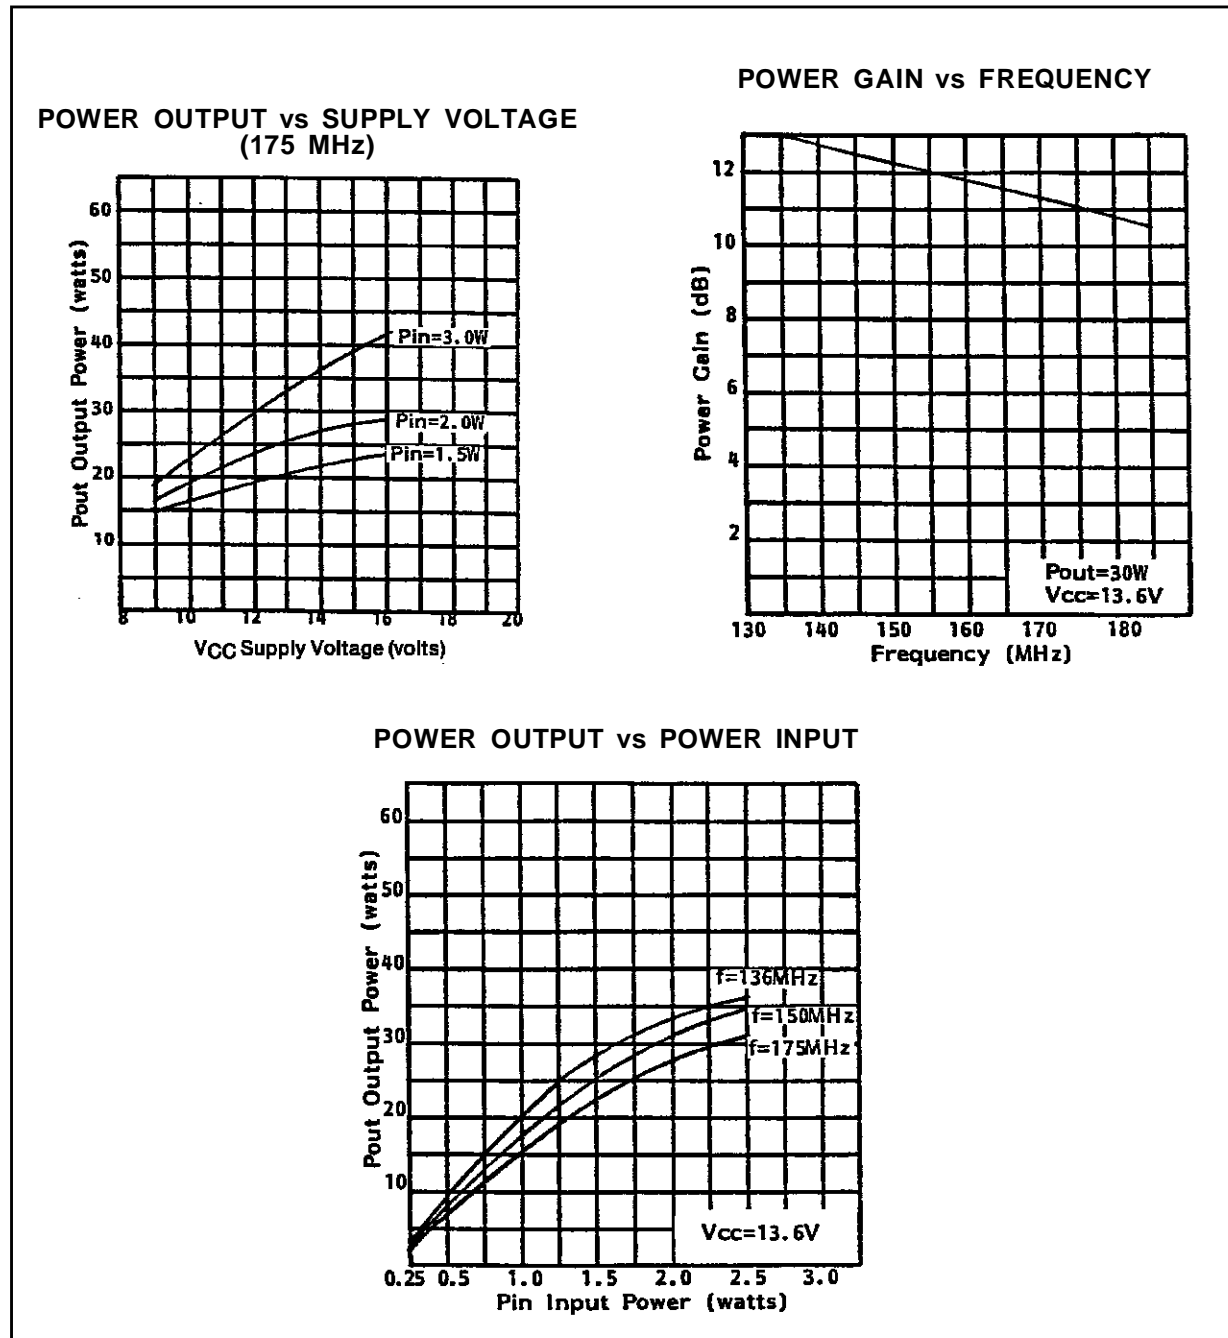 POWER OUTPUT vs SUPPLY VOLTAGE
(175 MHz)
60
50
40
30
20
10
Pout Output Power (watts)
Pin=3.0W
Pin=2.0W
Pin=1.5W
8 10 12 14 16 18 20
VCC Supply Voltage (volts)
POWER GAIN vs FREQUENCY
12
10
8
6
4
2
Power Gain (dB)
Pout=30W
Vcc=13.6V
130 140 150 160 170 180
Frequency (MHz)
POWER OUTPUT vs POWER INPUT
60
50
40
30
20
10
Pout Output Power (watts)
f=136MHz
f=150MHz
f=175MHz
Vcc=13.6V
0.25 0.5 1.0 1.5 2.0 2.5 3.0
Pin Input Power (watts)